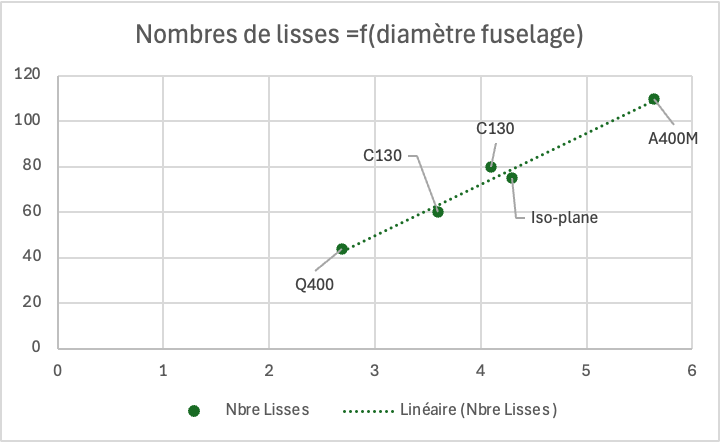 Nombres de lisses =f(diamètre fuselage)
120
100
80
60
40
20
0
C130
C130
A400M
Iso-plane
Q400
0 1 2 3 4 5 6
Nbre Lisses Linéaire (Nbre Lisses )